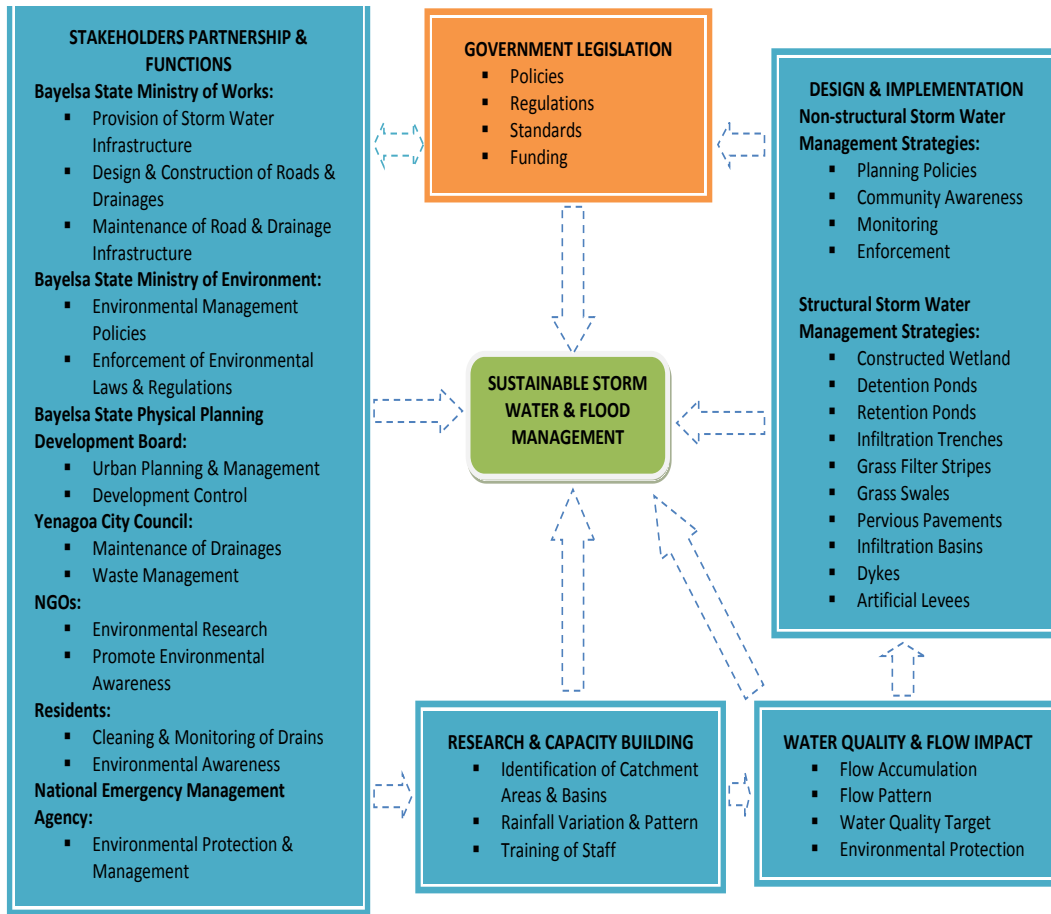 STAKEHOLDERS PARTNERSHIP &
FUNCTIONS
Bayelsa State Ministry of Works:
▪ Provision of Storm Water
Infrastructure
▪ Design & Construction of Roads &
Drainages
▪ Maintenance of Road & Drainage
Infrastructure
Bayelsa State Ministry of Environment:
▪ Environmental Management
Policies
▪ Enforcement of Environmental
Laws & Regulations
Bayelsa State Physical Planning
Development Board:
▪ Urban Planning & Management
▪ Development Control
Yenagoa City Council:
▪ Maintenance of Drainages
▪ Waste Management
NGOs:
▪ Environmental Research
▪ Promote Environmental
Awareness
Residents:
▪ Cleaning & Monitoring of Drains
▪ Environmental Awareness
National Emergency Management
Agency:
▪ Environmental Protection &
Management
GOVERNMENT LEGISLATION
▪ Policies
▪ Regulations
▪ Standards
▪ Funding
SUSTAINABLE STORM
WATER & FLOOD
MANAGEMENT
DESIGN & IMPLEMENTATION
Non-structural Storm Water
Management Strategies:
▪ Planning Policies
▪ Community Awareness
▪ Monitoring
▪ Enforcement
Structural Storm Water
Management Strategies:
▪ Constructed Wetland
▪ Detention Ponds
▪ Retention Ponds
▪ Infiltration Trenches
▪ Grass Filter Stripes
▪ Grass Swales
▪ Pervious Pavements
▪ Infiltration Basins
▪ Dykes
▪ Artificial Levees
RESEARCH & CAPACITY BUILDING
▪ Identification of Catchment
Areas & Basins
▪ Rainfall Variation & Pattern
▪ Training of Staff
WATER QUALITY & FLOW IMPACT
▪ Flow Accumulation
▪ Flow Pattern
▪ Water Quality Target
▪ Environmental Protection